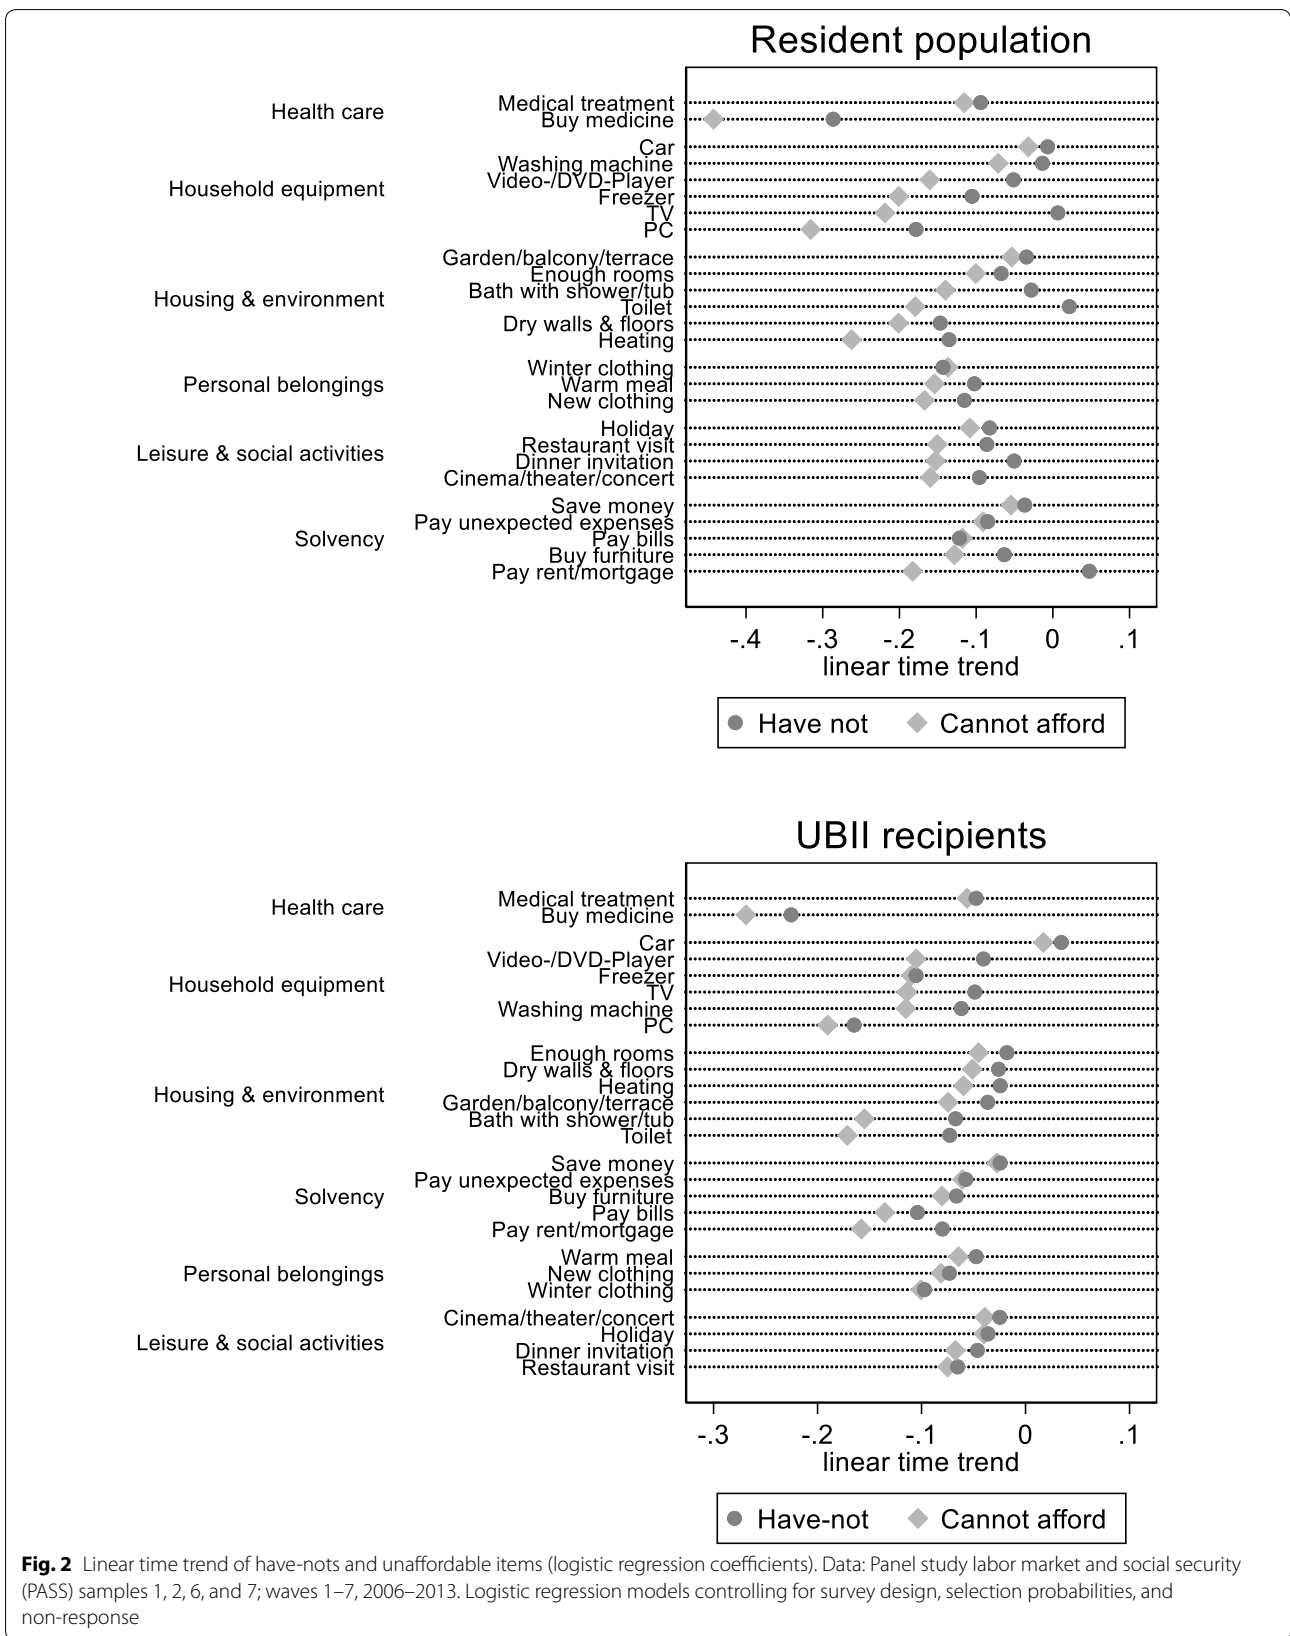 Resident population
Medical treatment
Health care
Buy medicine
Car
Washing machine
Video-/DVD-Player
Household equipment
Freezer
TV
PC
Garden/balcony/terrace
Enough rooms
Bath with shower/tub
Housing & environment
Toilet
Dry walls & floors
Heating
Winter clothing
Personal belongings
Warm meal
New clothing
Holiday
Restaurant visit
Leisure & social activities
Dinner invitation
Cinema/theater/concert
Save money
Pay unexpected expenses
Solvency
Pay bills
Buy furniture
Pay rent/mortgage
-.4 -.3 -.2 -.1 0 .1
linear time trend
Have not Cannot afford
UBII recipients
Medical treatment
Health care
Buy medicine
Car
Video-/DVD-Player
Freezer
Household equipment
TV
Washing machine
PC
Enough rooms
Dry walls & floors
Heating
Housing & environment
Garden/balcony/terrace
Bath with shower/tub
Toilet
Save money
Pay unexpected expenses
Solvency
Buy furniture
Pay bills
Pay rent/mortgage
Warm meal
Personal belongings
New clothing
Winter clothing
Cinema/theater/concert
Holiday
Leisure & social activities
Dinner invitation
Restaurant visit
-.3 -.2 -.1 0 .1
linear time trend
Have-not Cannot afford
Fig. 2 Linear time trend of have-nots and unaffordable items (logistic regression coefficients). Data: Panel study labor market and social security
(PASS) samples 1, 2, 6, and 7; waves 1–7, 2006–2013. Logistic regression models controlling for survey design, selection probabilities, and
non-response